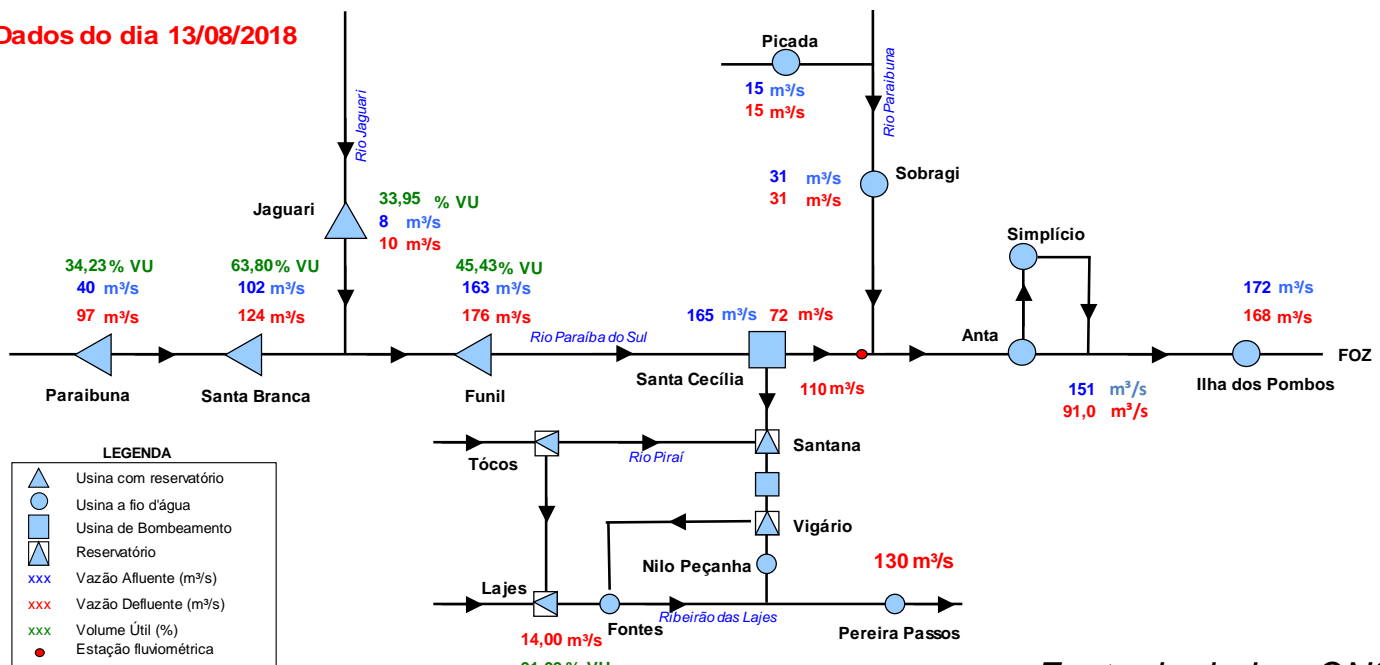 Dados do dia 13/08/2018
Picada
15 m³/s
15 m³/s
Rio Paraibuna
Rio Jaguari
31 m³/s
31 m³/s
Sobragi
Jaguari
33,95 % VU
8 m³/s
10 m³/s
34,23% VU
40 m³/s
97 m³/s
63,80% VU
102 m³/s
124 m³/s
45,43% VU
163 m³/s
176 m³/s
Simplício
172 m³/s
168 m³/s
165 m³/s 72 m³/s
Rio Paraíba do Sul
Anta
FOZ
Paraibuna
Santa Branca
Funil
Santa Cecília
110 m³/s
151 m³/s
91,0 m³/s
Ilha dos Pombos
LEGENDA
Usina com reservatório
Usina a fio d'água
Usina de Bombeamento
Reservatório
xxx Vazão Afluente (m³/s)
xxx Vazão Defluente (m³/s)
xxx Volume Útil (%)
Estação fluviométrica
Tócos
Rio Piraí
Santana
Vigário
Nilo Peçanha
130 m³/s
Lajes
Fontes
Ribeirão das Lajes
Pereira Passos
14,00 m³/s